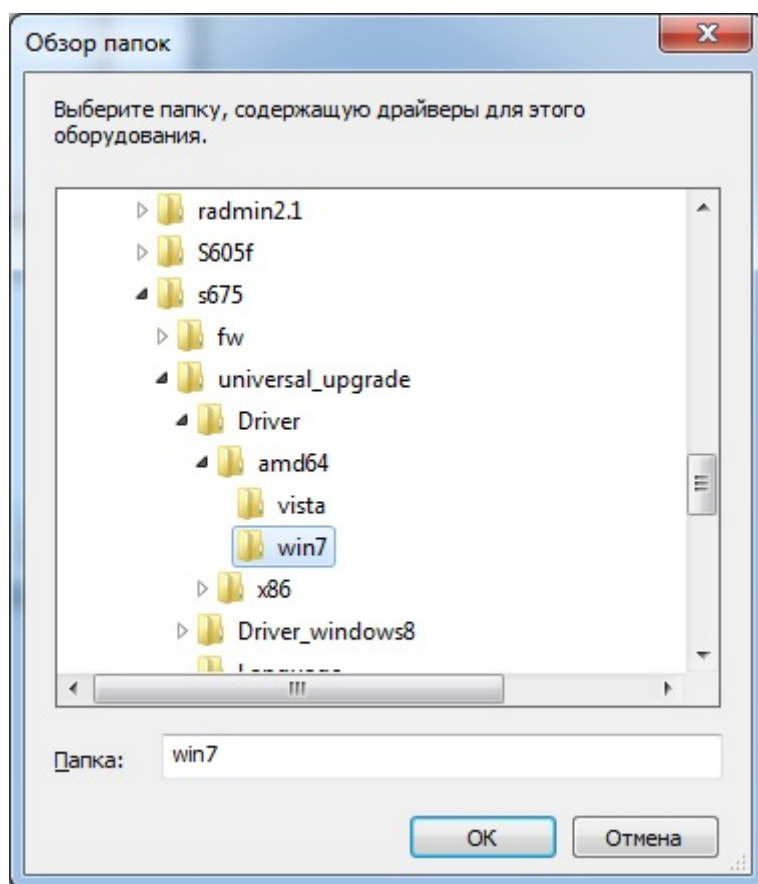 Обзор папок
Выберите папку, содержащую драйверы для этого
оборудования.
radmin2.1
S605f
s675
fw
universal_upgrade
Driver
amd64
vista
win7
x86
Driver_windows8
Language
Папка:
win7
OK
Отмена